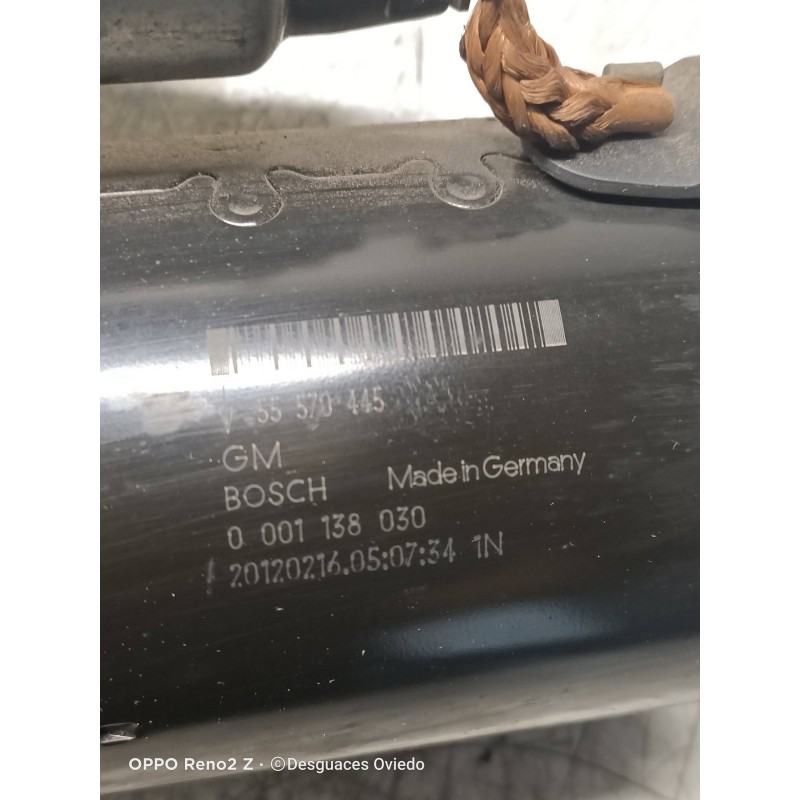 V 55 570 445
GM
BOSCH Made in Germany
0 001 138 030
20120216.05:07:34 1N
OPPO Reno2 Z · ©Desguaces Oviedo